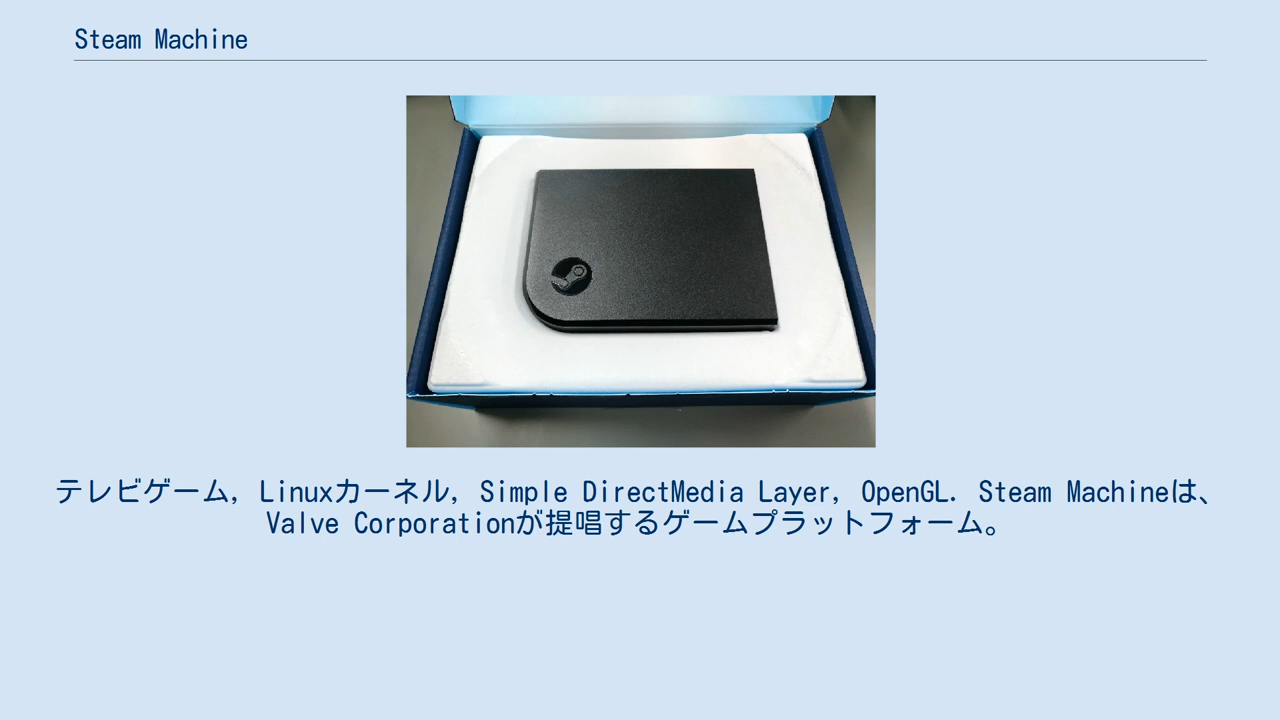 Steam Machine
テレビゲーム, Linuxカーネル, Simple DirectMedia Layer, OpenGL. Steam Machineは、
Valve Corporationが提唱するゲームプラットフォーム。